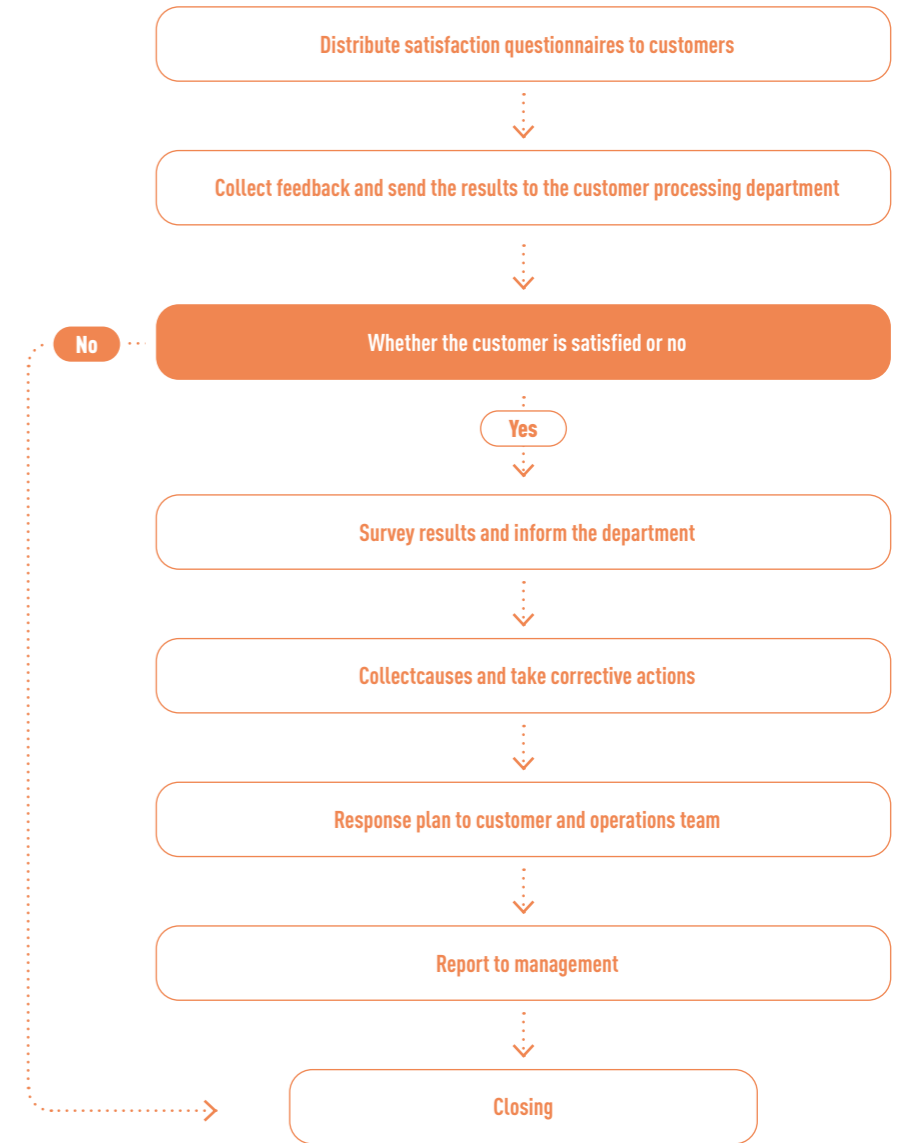 Distribute satisfaction questionnaires to customers
Collect feedback and send the results to the customer processing department
No
Whether the customer is satisfied or no
Yes
Survey results and inform the department
Collectcauses and take corrective actions
Response plan to customer and operations team
Report to management
Closing